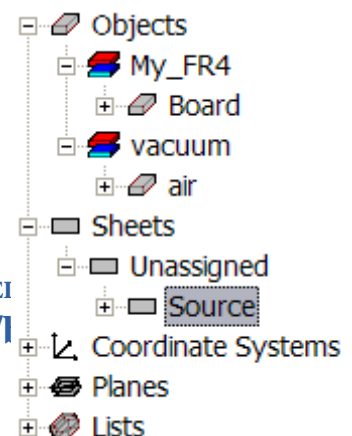 Objects
My_FR4
Board
vacuum
air
Sheets
Unassigned
Source
Coordinate Systems
Planes
Lists